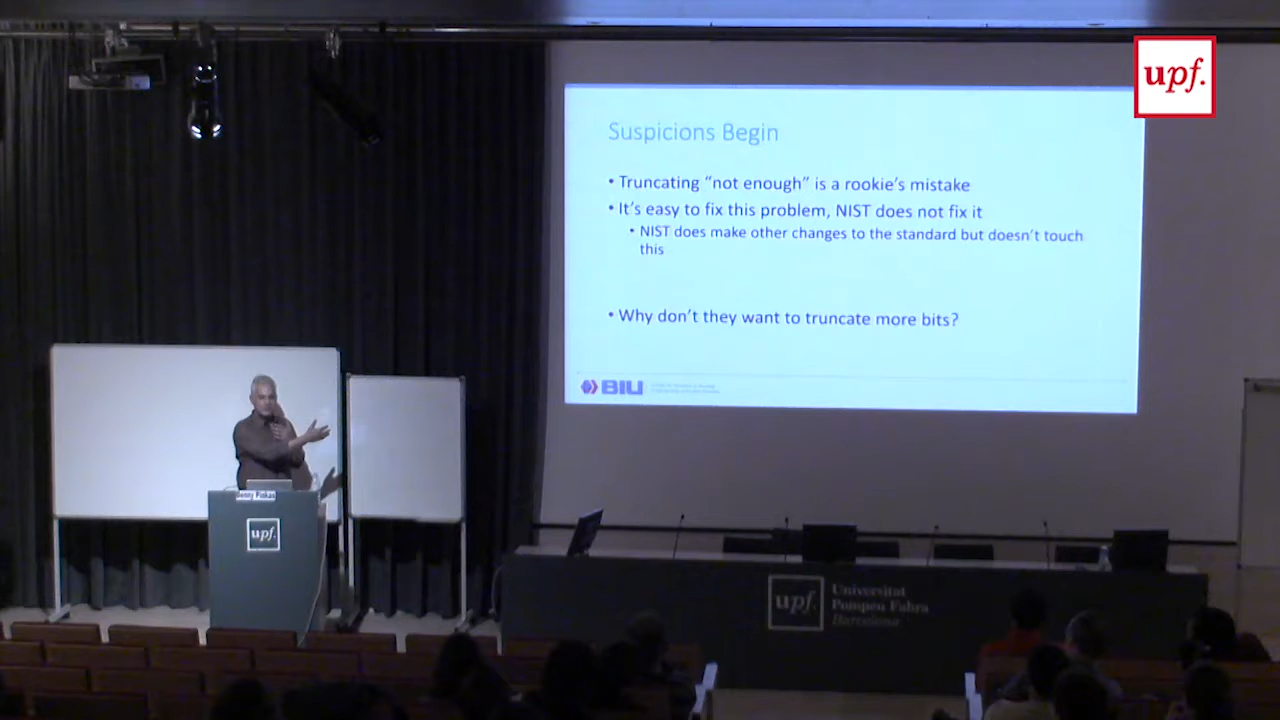 upf.
Suspicions Begin
• Truncating “not enough” is a rookie’s mistake
• It’s easy to fix this problem, NIST does not fix it
• NIST does make other changes to the standard but doesn’t touch
this
• Why don’t they want to truncate more bits?
BIU
Benny Pinkas
upf.
upf.
Universitat
Pompeu Fabra
Barcelona